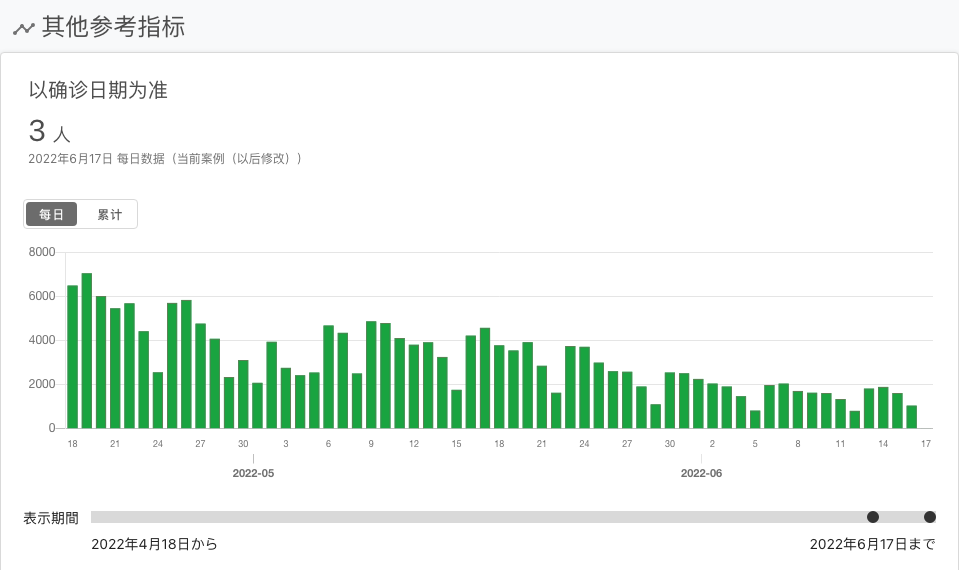 其他参考指标
以确诊日期为准
3 人
2022年6月17日 每日数据（当前案例（以后修改））
每日 累计
8000
6000
4000
2000
0
18 21 24 27 30 3 6 9 12 15 18 21 24 27 30 2 5 8 11 14 17
2022-05 2022-06
表示期間
2022年4月18日から 2022年6月17日まで